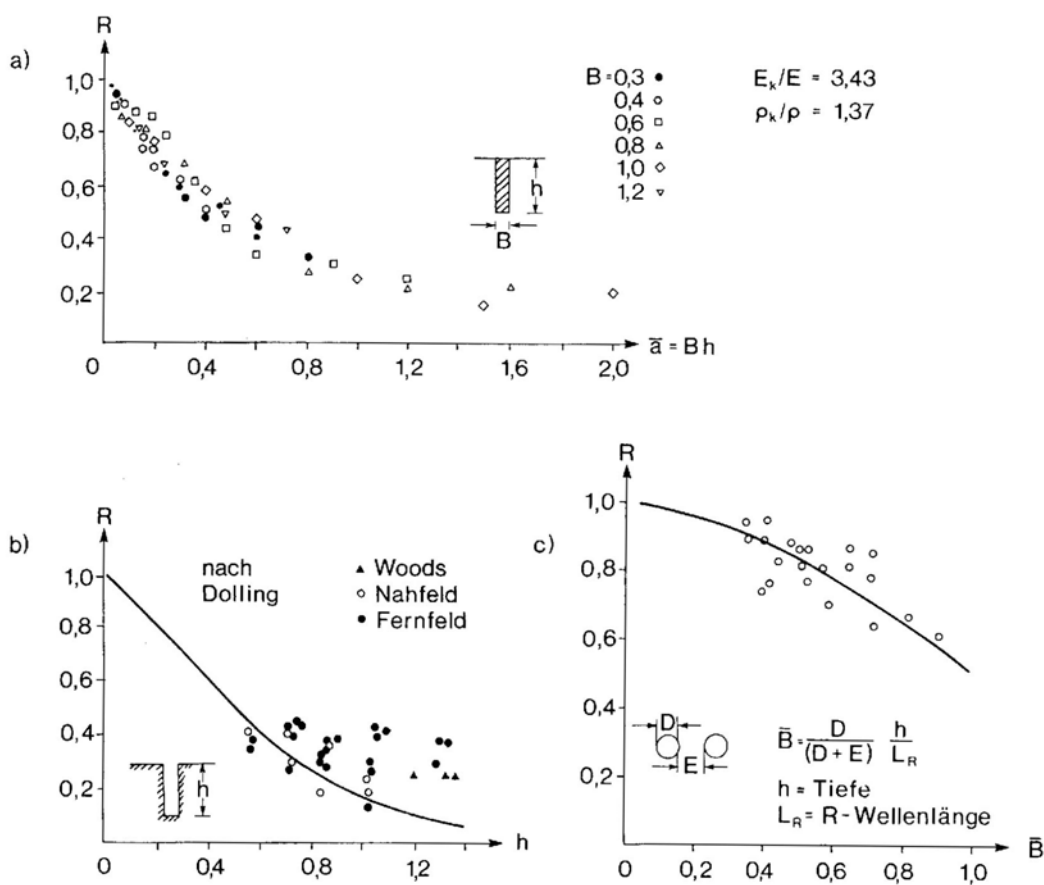 a)
R
1,0
0,8
0,6
0,4
0,2
0
0,4
0,8
1,2
1,6
2,0
ā = Bh
B = 0,3
0,4
0,6
0,8
1,0
1,2
E_k/E = 3,43
ρ_k/ρ = 1,37
h
B
b)
R
1,0
0,8
0,6
0,4
0,2
0
0,4
0,8
1,2
h
nach
Dolling
▲ Woods
○ Nahfeld
● Fernfeld
h
c)
R
1,0
0,8
0,6
0,4
0,2
0
0,2
0,4
0,6
0,8
1,0
B̄
D
E
B̄ = D/(D+E) h/L_R
h = Tiefe
L_R = R-Wellenlänge